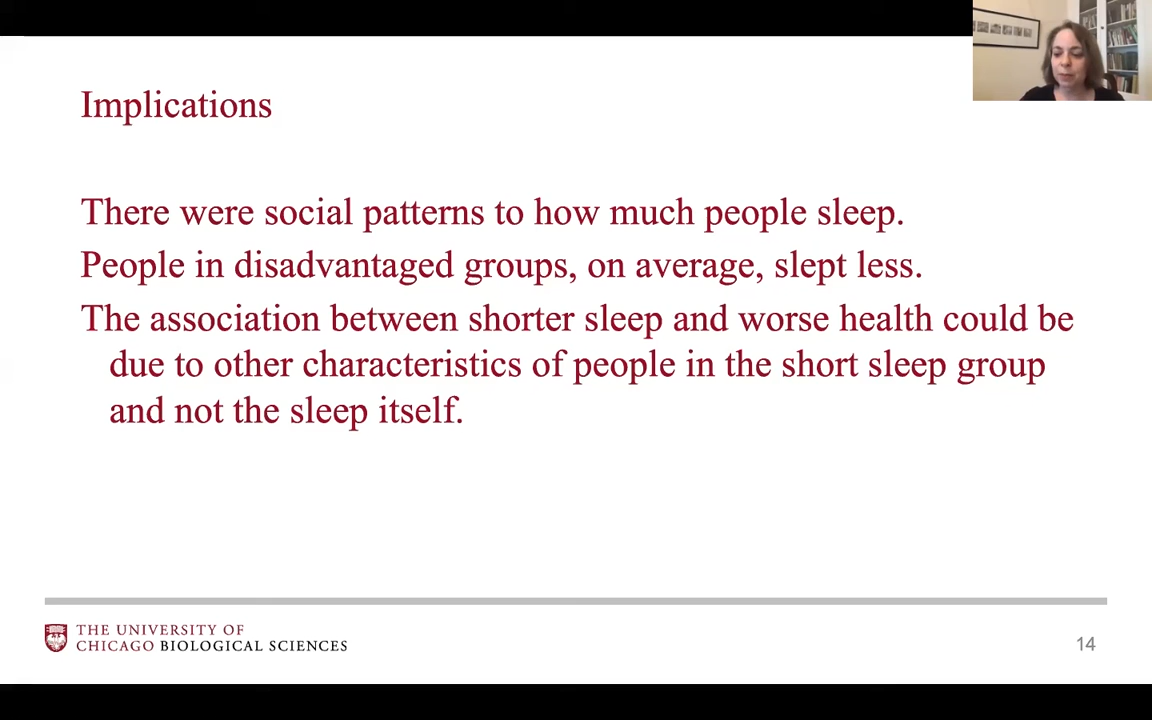 Implications
There were social patterns to how much people sleep.
People in disadvantaged groups, on average, slept less.
The association between shorter sleep and worse health could be
due to other characteristics of people in the short sleep group
and not the sleep itself.
THE UNIVERSITY OF
CHICAGO BIOLOGICAL SCIENCES
14